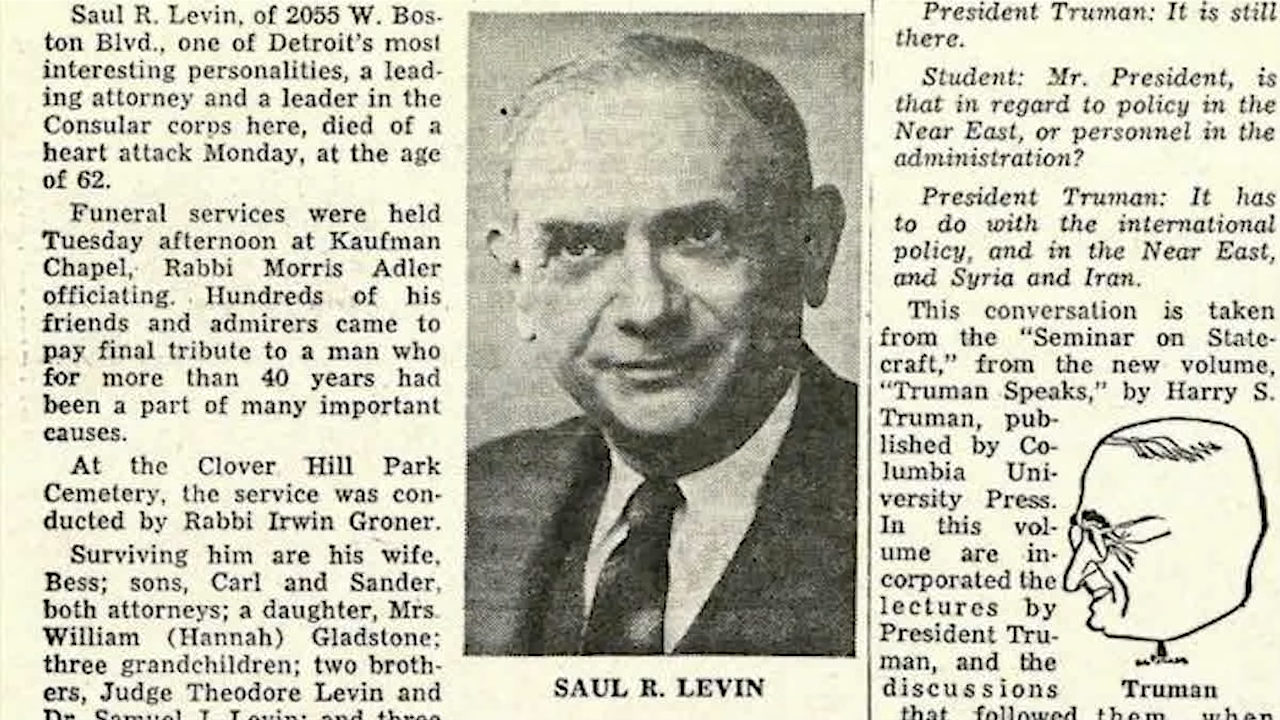 Saul R. Levin, of 2055 W. Bos-
ton Blvd., one of Detroit's most
interesting personalities, a lead-
ing attorney and a leader in the
Consular corps here, died of a
heart attack Monday, at the age
of 62.
Funeral services were held
Tuesday afternoon at Kaufman
Chapel, Rabbi Morris Adler
officiating. Hundreds of his
friends and admirers came to
pay final tribute to a man who
for more than 40 years had
been a part of many important
causes.
At the Clover Hill Park
Cemetery, the service was con-
ducted by Rabbi Irwin Groner.
Surviving him are his wife,
Bess; sons, Carl and Sander,
both attorneys; a daughter, Mrs.
William (Hannah) Gladstone;
three grandchildren; two broth-
ers, Judge Theodore Levin and
Dr. Samuel J. Levin; and three
SAUL R. LEVIN
President Truman: It is still
there.
Student: Mr. President, is
that in regard to policy in the
Near East, or personnel in the
administration?
President Truman: It has
to do with the international
policy, and in the Near East,
and Syria and Iran.
This conversation is taken
from the "Seminar on State-
craft," from the new volume,
"Truman Speaks," by Harry S.
Truman, pub-
lished by Co-
lumbia Uni-
versity Press.
In this vol-
ume are in-
corporated the
lectures by
President Tru-
man, and the
discussions
that followed them, when
Truman